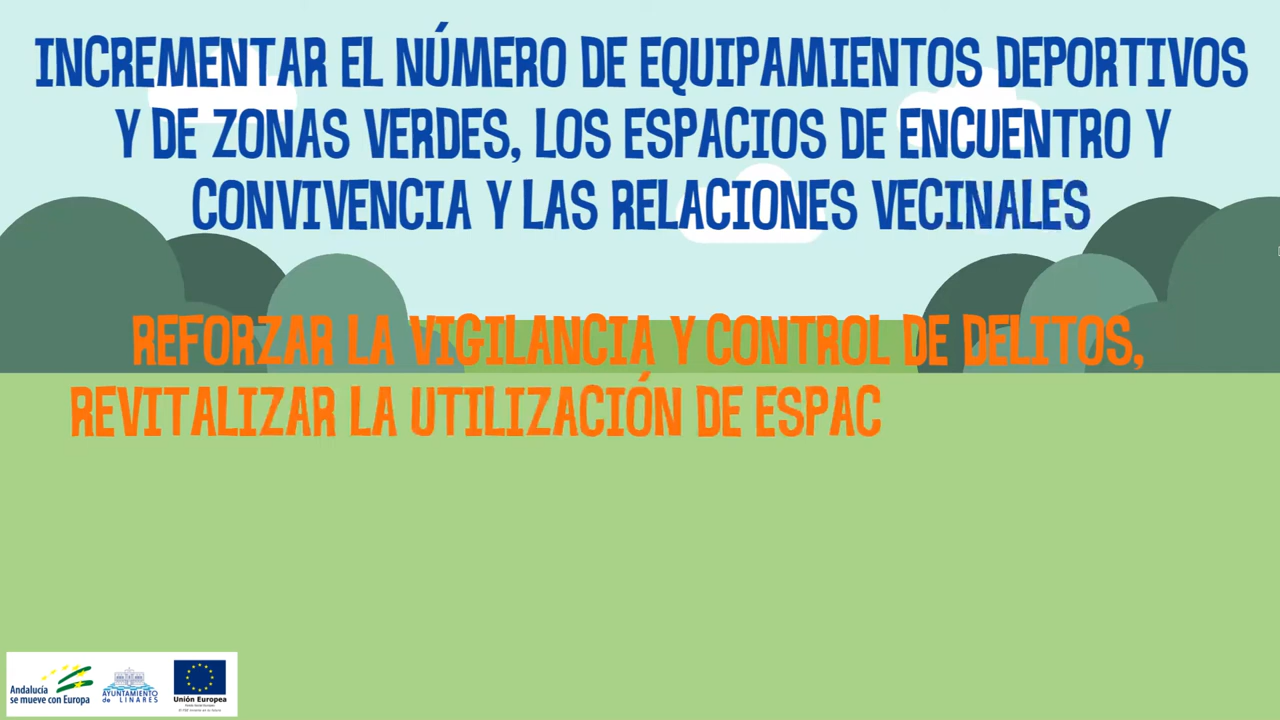 INCREMENTAR EL NÚMERO DE EQUIPAMIENTOS DEPORTIVOS
Y DE ZONAS VERDES, LOS ESPACIOS DE ENCUENTRO Y
CONVIVENCIA Y LAS RELACIONES VECINALES
REFORZAR LA VIGILANCIA Y CONTROL DE DELITOS,
REVITALIZAR LA UTILIZACIÓN DE ESPAC
Andalucía
se mueve con Europa
AYUNTAMIENTO
de LINARES
Unión Europea